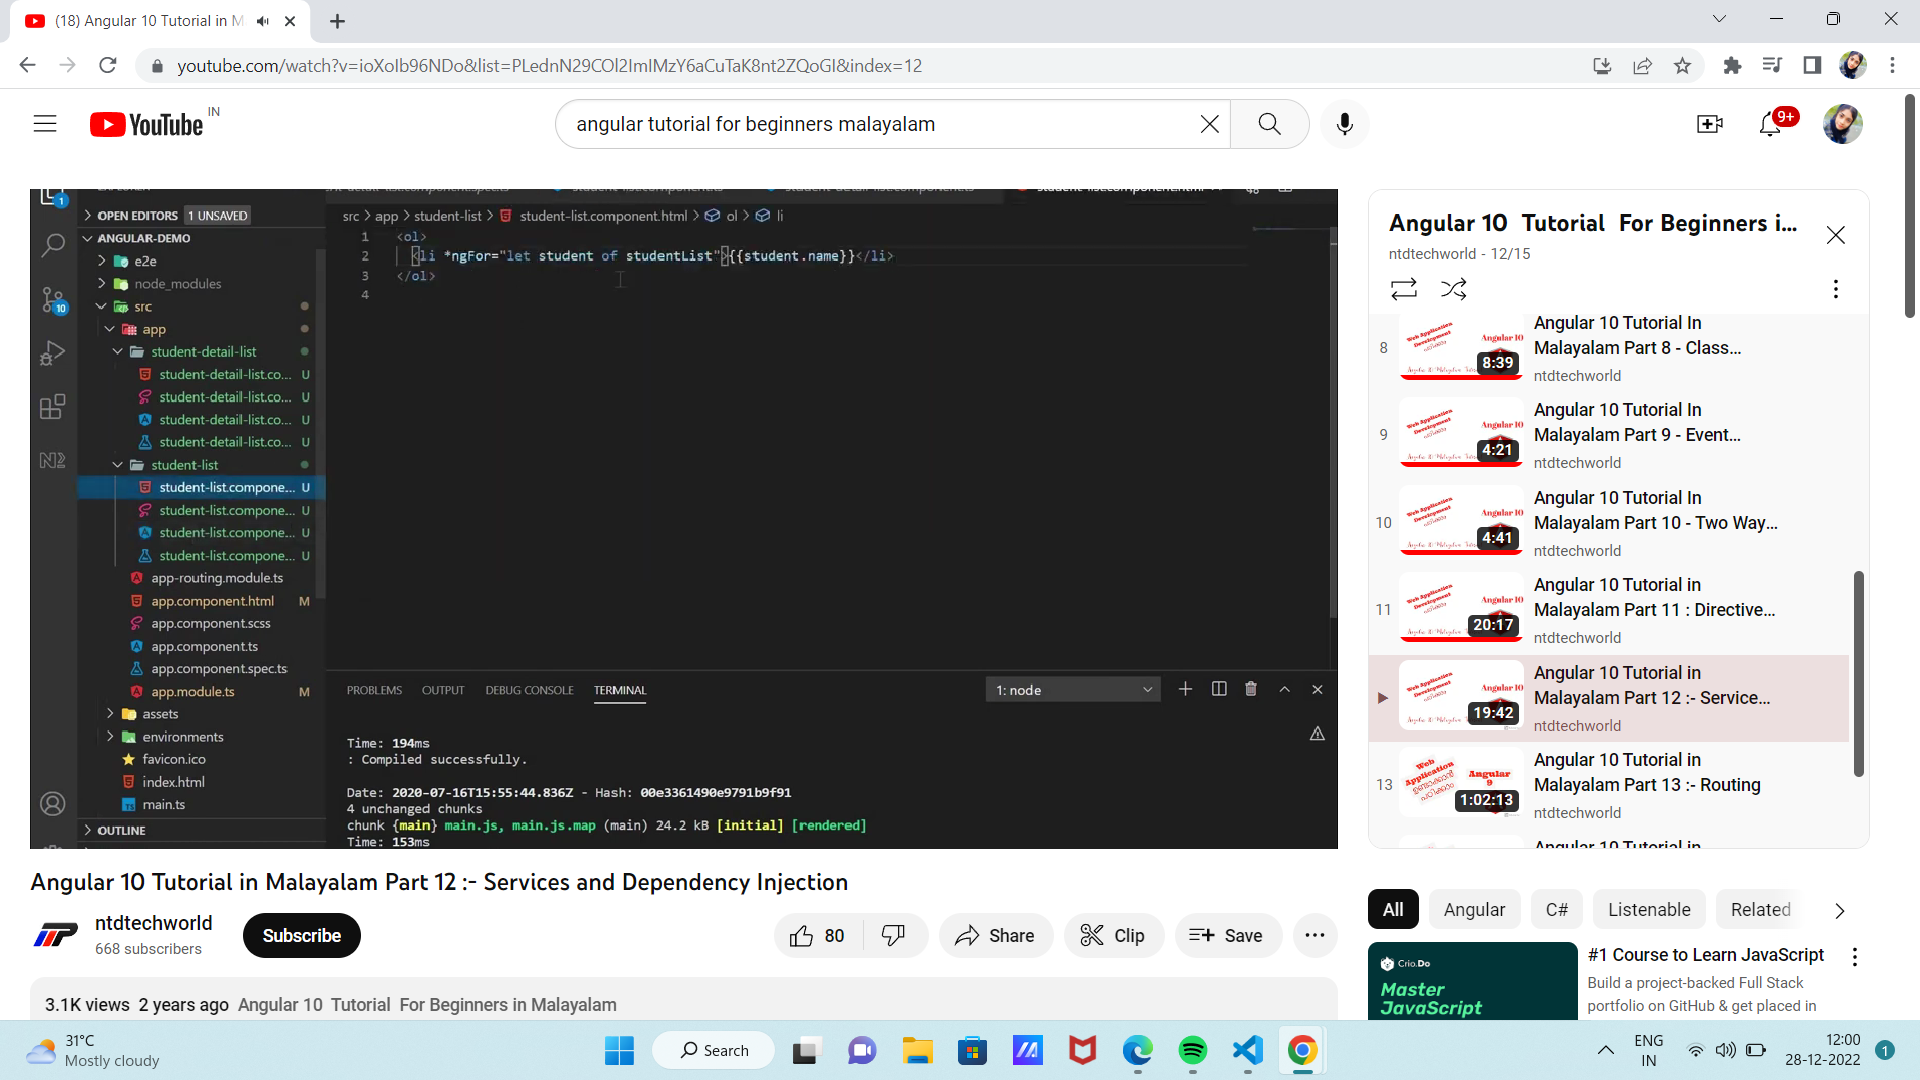 (18) Angular 10 Tutorial in M
youtube.com/watch?v=ioXolb96NDo&list=PLednN29COl2ImIMzY6aCuTaK8nt2ZQoGI&index=12
YouTube IN
angular tutorial for beginners malayalam
9+
OPEN EDITORS 1 UNSAVED
ANGULAR-DEMO
e2e
node_modules
src
app
student-detail-list
student-detail-list.co... U
student-detail-list.co... U
student-detail-list.co... U
student-detail-list.co... U
student-list
student-list.compone... U
student-list.compone... U
student-list.compone... U
student-list.compone... U
app-routing.module.ts
app.component.html M
app.component.scss
app.component.ts
app.component.spec.ts
app.module.ts M
assets
environments
favicon.ico
index.html
main.ts
OUTLINE
1
10
src > app > student-list > student-list.component.html > ol > li
1 <ol>
2 <li *ngFor="let student of studentList">{{student.name}}</li>
3 </ol>
4
PROBLEMS OUTPUT DEBUG CONSOLE TERMINAL 1: node
Time: 194ms
: Compiled successfully.
Date: 2020-07-16T15:55:44.836Z - Hash: 00e3361490e9791b9f91
4 unchanged chunks
chunk {main} main.js, main.js.map (main) 24.2 kB [initial] [rendered]
Time: 153ms
Angular 10 Tutorial in Malayalam Part 12 :- Services and Dependency Injection
ntdtechworld
668 subscribers
Subscribe
80
Share
Clip
Save
3.1K views 2 years ago Angular 10 Tutorial For Beginners in Malayalam
Angular 10 Tutorial For Beginners i...
ntdtechworld - 12/15
8
8:39
Angular 10 Tutorial In
Malayalam Part 8 - Class...
ntdtechworld
9
4:21
Angular 10 Tutorial In
Malayalam Part 9 - Event...
ntdtechworld
10
4:41
Angular 10 Tutorial In
Malayalam Part 10 - Two Way...
ntdtechworld
11
20:17
Angular 10 Tutorial in
Malayalam Part 11 : Directive...
ntdtechworld
19:42
Angular 10 Tutorial in
Malayalam Part 12 :- Service...
ntdtechworld
13
1:02:13
Angular 10 Tutorial in
Malayalam Part 13 :- Routing
ntdtechworld
Angular 10 Tutorial in
All Angular C# Listenable Related
Crio.Do
Master
JavaScript
#1 Course to Learn JavaScript
Build a project-backed Full Stack
portfolio on GitHub & get placed in
31°C
Mostly cloudy
Search
ENG
IN
12:00
28-12-2022
1